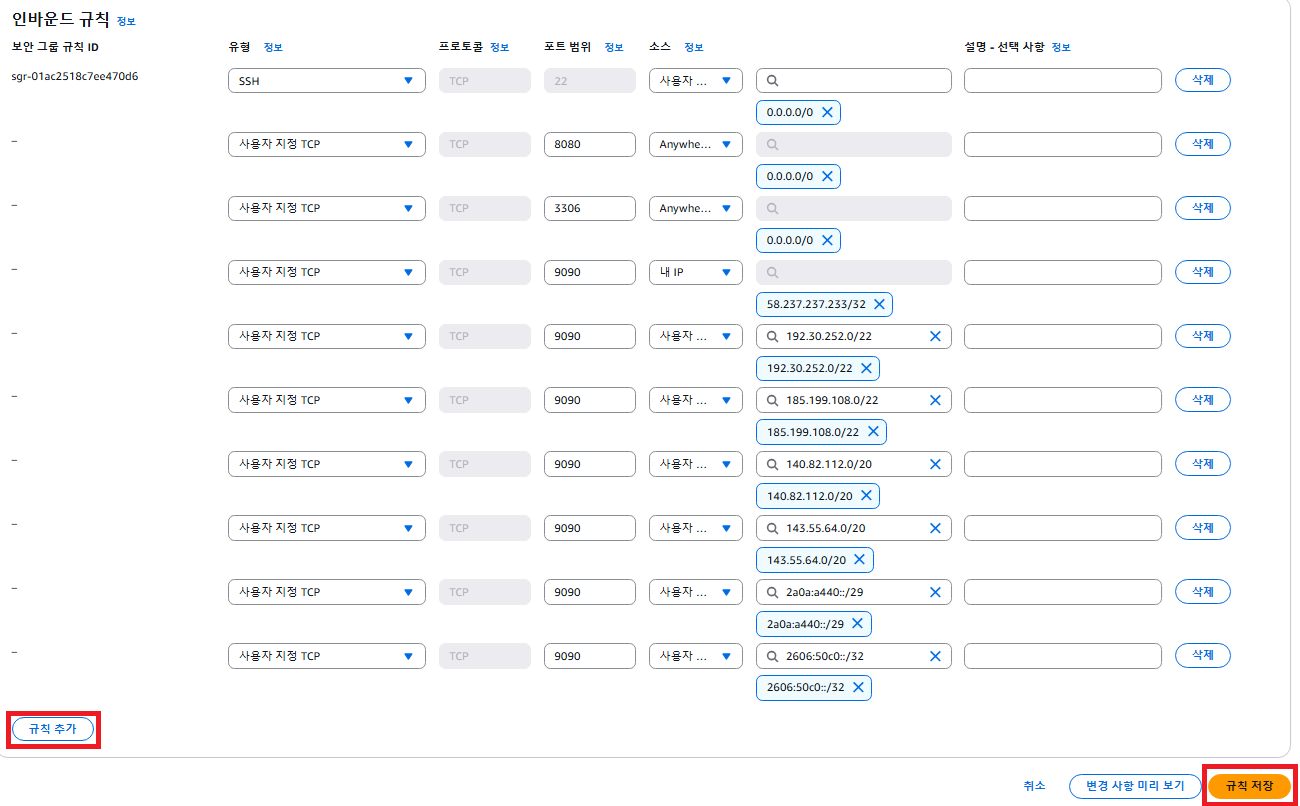 인바운드 규칙 정보
보안 그룹 규칙 ID 유형 정보 프로토콜 정보 포트 범위 정보 소스 정보 설명 - 선택 사항 정보
sgr-01ac2518c7ee470d6 SSH TCP 22 사용자 ... 삭제
0.0.0.0/0
– 사용자 지정 TCP TCP 8080 Anywhe... 삭제
0.0.0.0/0
– 사용자 지정 TCP TCP 3306 Anywhe... 삭제
0.0.0.0/0
– 사용자 지정 TCP TCP 9090 내 IP 삭제
58.237.237.233/32
– 사용자 지정 TCP TCP 9090 사용자 ... 192.30.252.0/22 삭제
192.30.252.0/22
– 사용자 지정 TCP TCP 9090 사용자 ... 185.199.108.0/22 삭제
185.199.108.0/22
– 사용자 지정 TCP TCP 9090 사용자 ... 140.82.112.0/20 삭제
140.82.112.0/20
– 사용자 지정 TCP TCP 9090 사용자 ... 143.55.64.0/20 삭제
143.55.64.0/20
– 사용자 지정 TCP TCP 9090 사용자 ... 2a0a:a440::/29 삭제
2a0a:a440::/29
– 사용자 지정 TCP TCP 9090 사용자 ... 2606:50c0::/32 삭제
2606:50c0::/32
규칙 추가
취소 변경 사항 미리 보기 규칙 저장